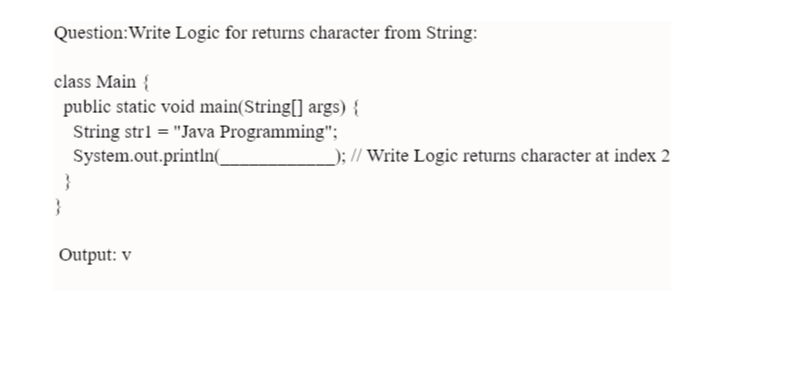 Question:Write Logic for returns character from String:
class Main {
public static void main(String[] args) {
String str1 = "Java Programming";
System.out.println(____________); // Write Logic returns character at index 2
}
}
Output: v